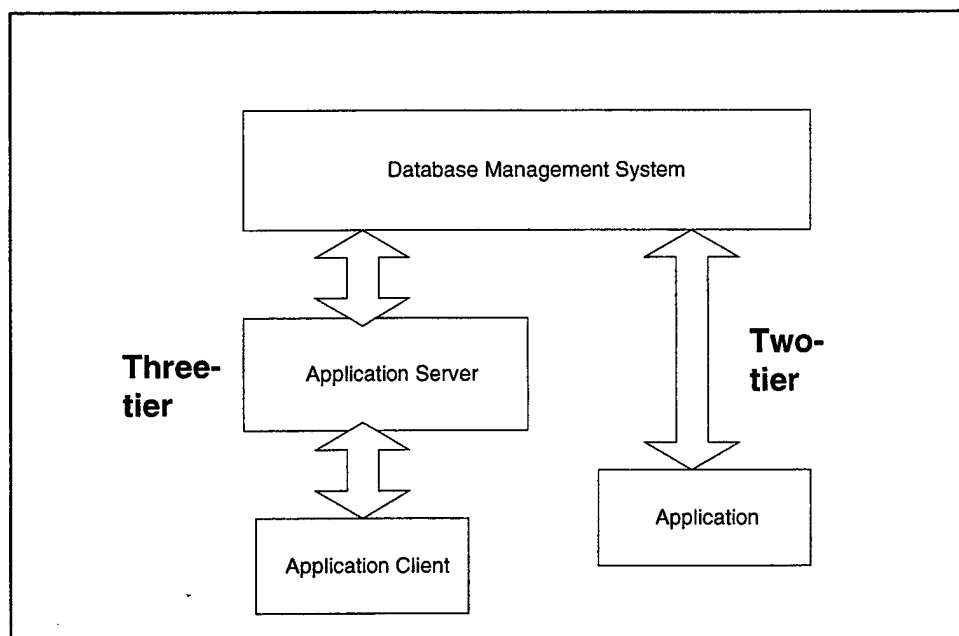 Database Management System
Three-
tier
Application Server
Two-
tier
Application Client
Application